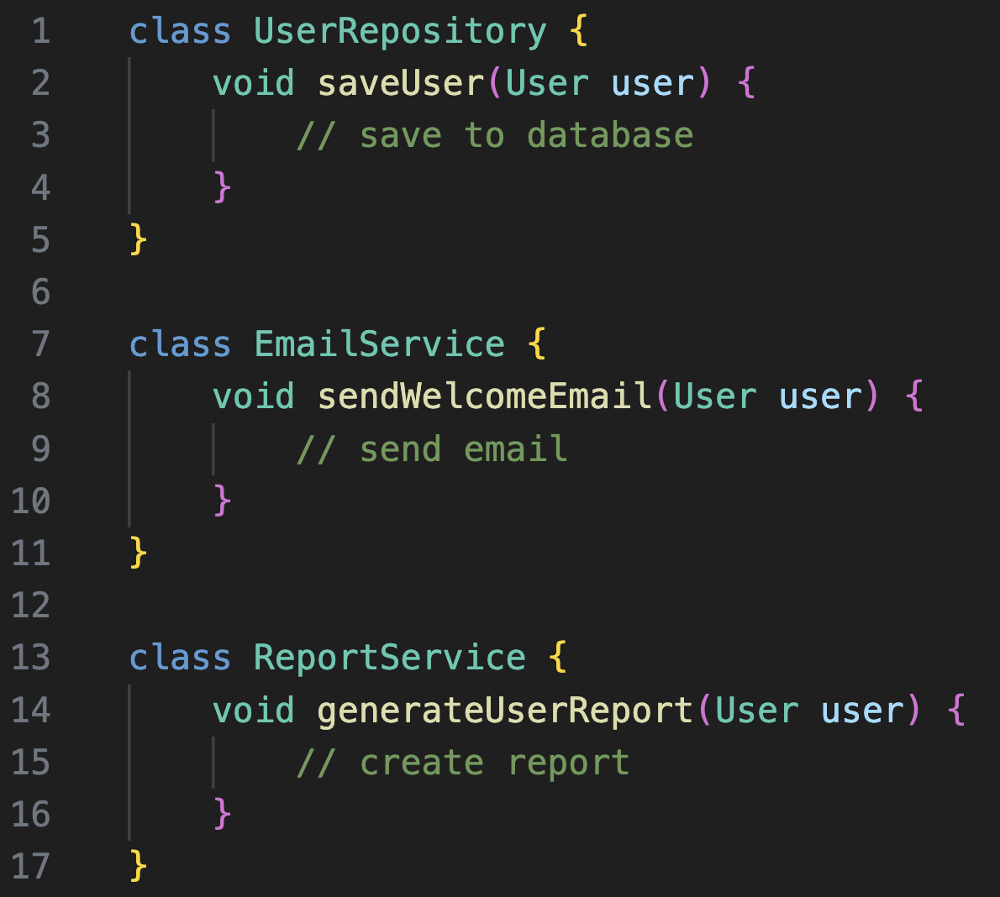 1 class UserRepository {
2     void saveUser(User user) {
3         // save to database
4     }
5 }
6
7 class EmailService {
8     void sendWelcomeEmail(User user) {
9         // send email
10     }
11 }
12
13 class ReportService {
14     void generateUserReport(User user) {
15         // create report
16     }
17 }